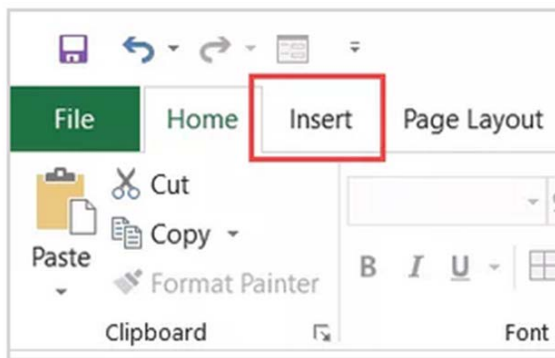 File Home Insert Page Layout
Cut
Copy
Paste
Format Painter
B I U
Clipboard
Font